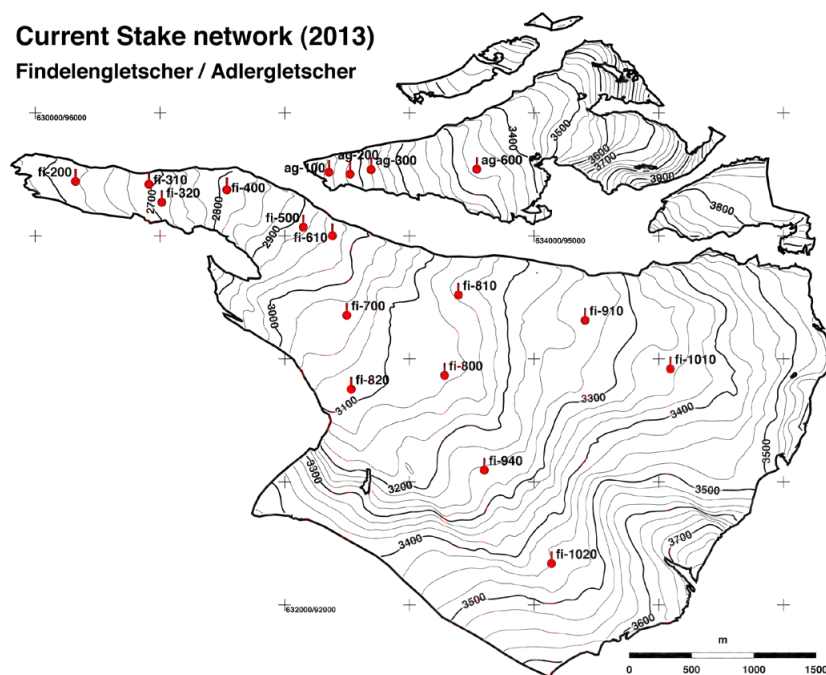 Current Stake network (2013)
Findelengletscher / Adlergletscher
630000/96000
3400
3500
3600
3700
3900
3800
fi-200
fi-310
fi-320
2700
fi-400
2800
ag-100
ag-200
ag-300
ag-600
fi-500
fi-610
2900
634000/95000
3000
fi-700
fi-810
fi-910
fi-800
fi-820
fi-1010
3100
3300
3400
3500
fi-940
3300
3200
3500
3400
fi-1020
3700
3500
3600
632000/92000
m
0 500 1000 1500